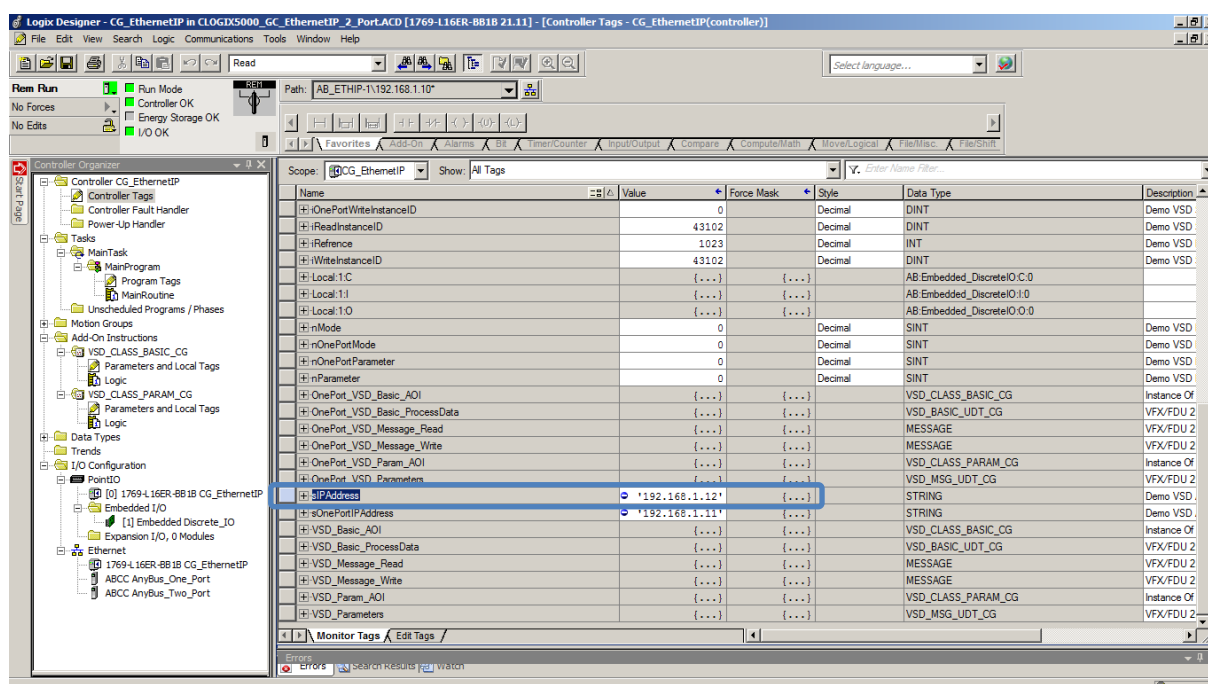 Logix Designer - CG_EthernetIP in CLOGIX5000_GC_EthernetIP_2_Port.ACD [1769-L16ER-BB1B 21.11] - [Controller Tags - CG_EthernetIP(controller)]
File Edit View Search Logic Communications Tools Window Help
Read
Select language...
Rem Run
Run Mode
REM
Path: AB_ETHIP-1\192.168.1.10*
No Forces
Controller OK
Energy Storage OK
No Edits
I/O OK
Favorites Add-On Alarms Bit Timer/Counter Input/Output Compare Compute/Math Move/Logical File/Misc. File/Shift
Start Page
Controller Organizer
Controller CG_EthernetIP
Controller Tags
Controller Fault Handler
Power-Up Handler
Tasks
MainTask
MainProgram
Program Tags
MainRoutine
Unscheduled Programs / Phases
Motion Groups
Add-On Instructions
VSD_CLASS_BASIC_CG
Parameters and Local Tags
Logic
VSD_CLASS_PARAM_CG
Parameters and Local Tags
Logic
Data Types
Trends
I/O Configuration
PointIO
[0] 1769-L16ER-BB1B CG_EthernetIP
Embedded I/O
[1] Embedded Discrete_IO
Expansion I/O, 0 Modules
Ethernet
1769-L16ER-BB1B CG_EthernetIP
ABCC AnyBus_One_Port
ABCC AnyBus_Two_Port
Scope: CG_EthernetIP Show: All Tags Enter Name Filter...
Name Value Force Mask Style Data Type Description
iOnePortWriteInstanceID 0 Decimal DINT Demo VSD
iReadInstanceID 43102 Decimal DINT Demo VSD
iRefrence 1023 Decimal INT Demo VSD
iWriteInstanceID 43102 Decimal DINT Demo VSD
Local:1:C {...} {...} AB:Embedded_DiscreteIO:C:0
Local:1:I {...} {...} AB:Embedded_DiscreteIO:I:0
Local:1:O {...} {...} AB:Embedded_DiscreteIO:O:0
nMode 0 Decimal SINT Demo VSD
nOnePortMode 0 Decimal SINT Demo VSD
nOnePortParameter 0 Decimal SINT Demo VSD
nParameter 0 Decimal SINT Demo VSD
OnePort_VSD_Basic_AOI {...} {...} VSD_CLASS_BASIC_CG Instance Of
OnePort_VSD_Basic_ProcessData {...} {...} VSD_BASIC_UDT_CG VFX/FDU 2
OnePort_VSD_Message_Read {...} {...} MESSAGE VFX/FDU 2
OnePort_VSD_Message_Write {...} {...} MESSAGE VFX/FDU 2
OnePort_VSD_Param_AOI {...} {...} VSD_CLASS_PARAM_CG Instance Of
OnePort_VSD_Parameters {...} {...} VSD_MSG_UDT_CG VFX/FDU 2
sIPAddress '192.168.1.12' {...} STRING Demo VSD
sOnePortIPAddress '192.168.1.11' {...} STRING Demo VSD
VSD_Basic_AOI {...} {...} VSD_CLASS_BASIC_CG Instance Of
VSD_Basic_ProcessData {...} {...} VSD_BASIC_UDT_CG VFX/FDU 2
VSD_Message_Read {...} {...} MESSAGE VFX/FDU 2
VSD_Message_Write {...} {...} MESSAGE VFX/FDU 2
VSD_Param_AOI {...} {...} VSD_CLASS_PARAM_CG Instance Of
VSD_Parameters {...} {...} VSD_MSG_UDT_CG VFX/FDU 2
Monitor Tags Edit Tags
Errors
Errors Search Results Watch